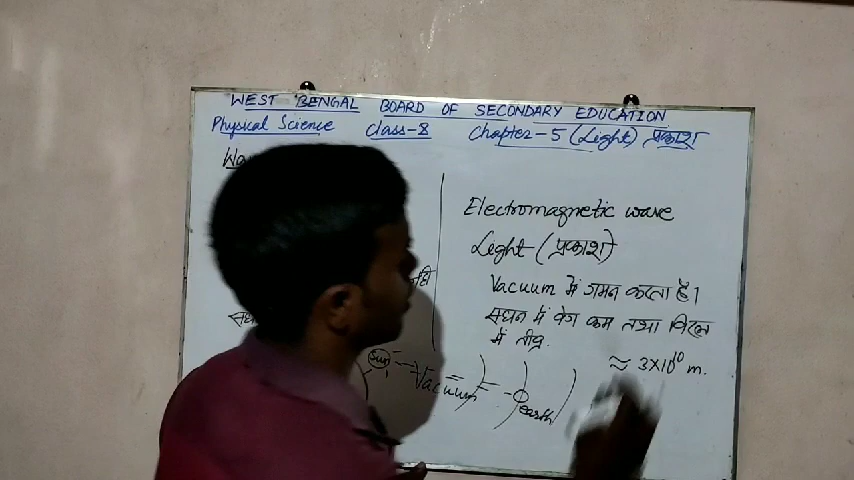 WEST BENGAL BOARD OF SECONDARY EDUCATION
Physical Science Class-8 Chapter-5 (Light) प्रकाश
Electromagnetic wave
Light (प्रकाश)
Vacuum में गमन करता है।
सघन में वेग कम तथा विरल
में तीव्र.
≈ 3×10¹⁰ m.
Sun
Vacuum
earth